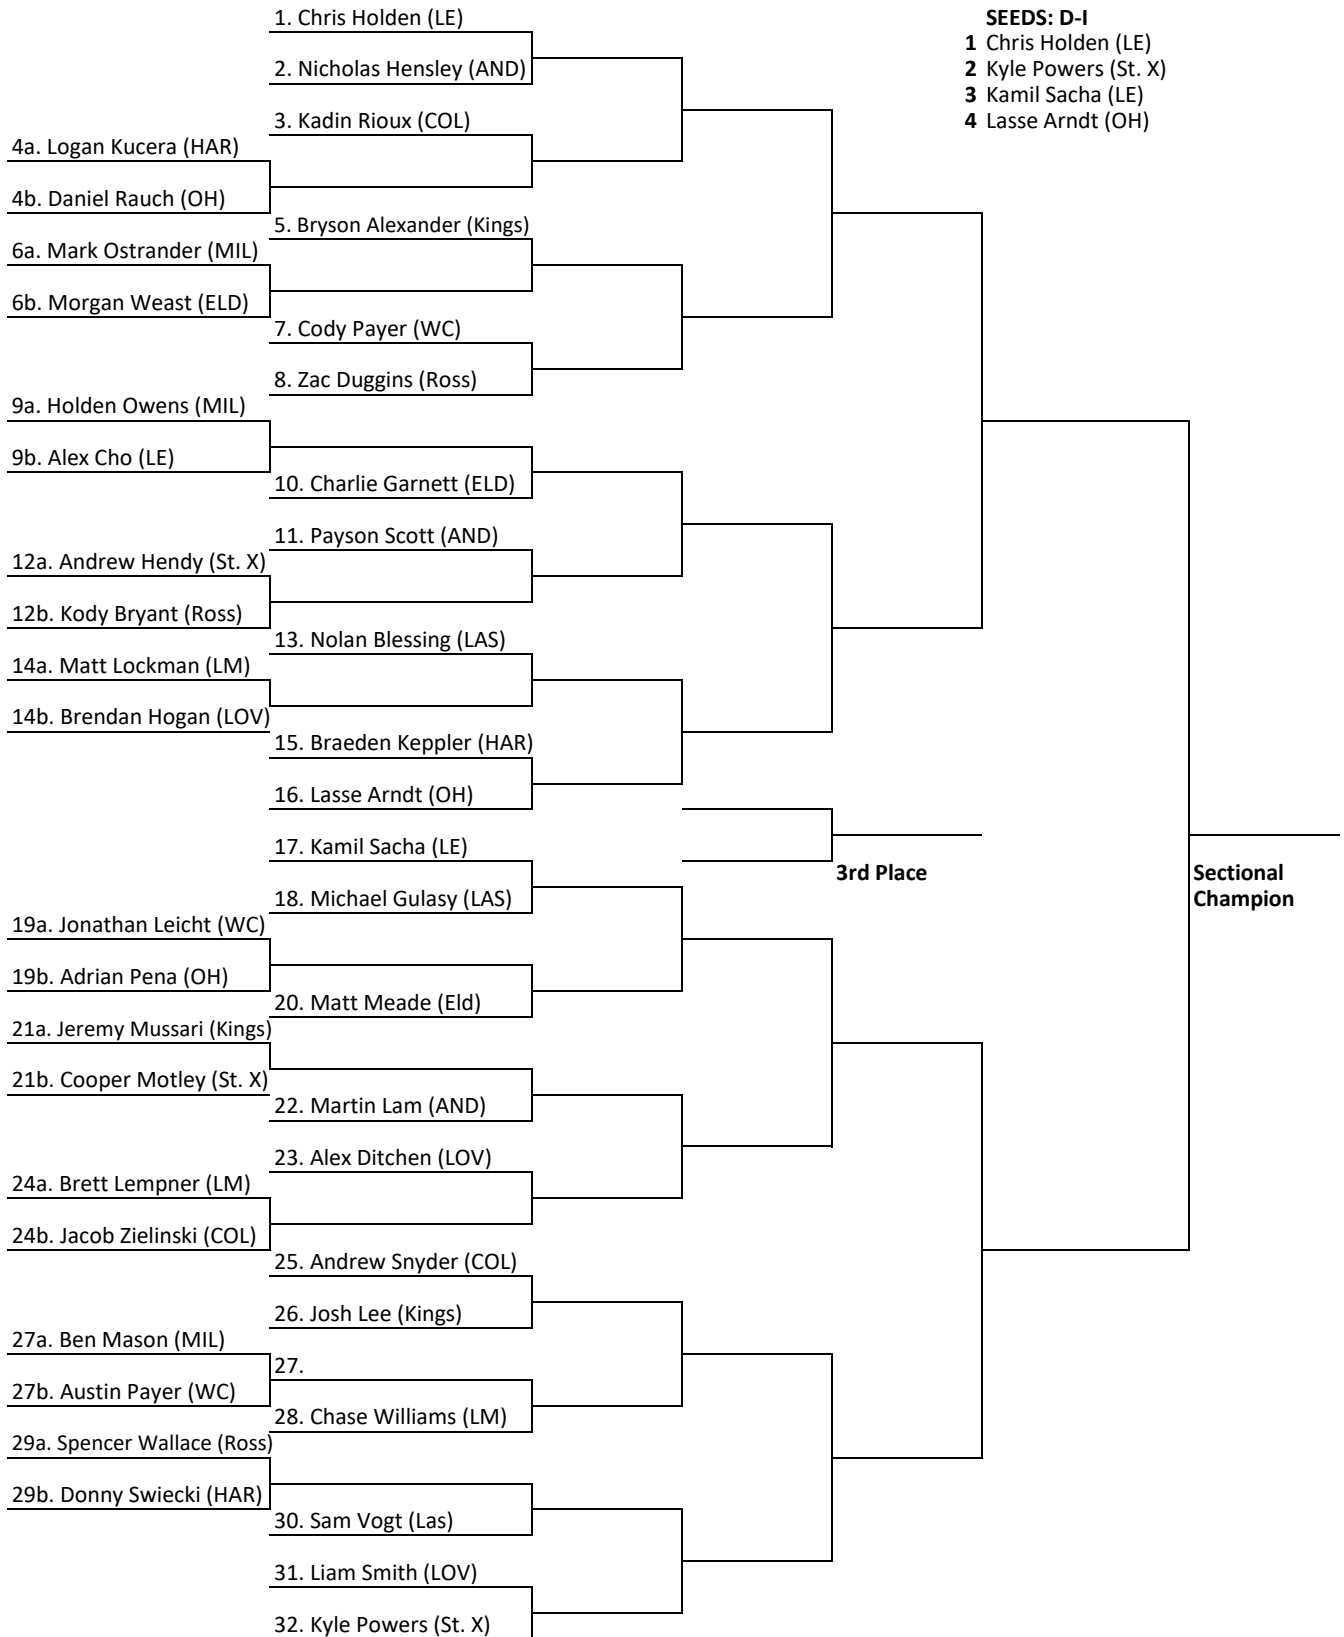 1. Chris Holden (LE)
2. Nicholas Hensley (AND)
3. Kadin Rioux (COL)
4a. Logan Kucera (HAR)
4b. Daniel Rauch (OH)
5. Bryson Alexander (Kings)
6a. Mark Ostrander (MIL)
6b. Morgan Weast (ELD)
7. Cody Payer (WC)
8. Zac Duggins (Ross)
9a. Holden Owens (MIL)
9b. Alex Cho (LE)
10. Charlie Garnett (ELD)
11. Payson Scott (AND)
12a. Andrew Hendy (St. X)
12b. Kody Bryant (Ross)
13. Nolan Blessing (LAS)
14a. Matt Lockman (LM)
14b. Brendan Hogan (LOV)
15. Braeden Keppler (HAR)
16. Lasse Arndt (OH)
17. Kamil Sacha (LE)
18. Michael Gulasy (LAS)
19a. Jonathan Leicht (WC)
19b. Adrian Pena (OH)
20. Matt Meade (Eld)
21a. Jeremy Mussari (Kings)
21b. Cooper Motley (St. X)
22. Martin Lam (AND)
23. Alex Ditchen (LOV)
24a. Brett Lempner (LM)
24b. Jacob Zielinski (COL)
25. Andrew Snyder (COL)
26. Josh Lee (Kings)
27a. Ben Mason (MIL)
27.
27b. Austin Payer (WC)
28. Chase Williams (LM)
29a. Spencer Wallace (Ross)
29b. Donny Swiecki (HAR)
30. Sam Vogt (Las)
31. Liam Smith (LOV)
32. Kyle Powers (St. X)
SEEDS: D-I
1 Chris Holden (LE)
2 Kyle Powers (St. X)
3 Kamil Sacha (LE)
4 Lasse Arndt (OH)
3rd Place
Sectional
Champion